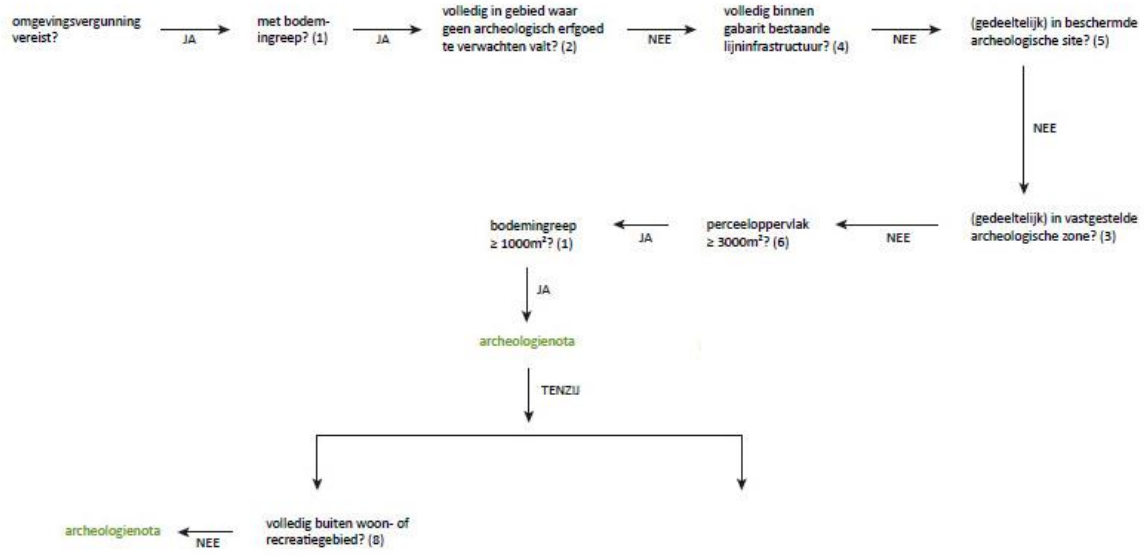 omgevingsvergunning
vereist?
JA
met bodem-
ingreep? (1)
JA
volledig in gebied waar
geen archeologisch erfgoed
te verwachten valt? (2)
NEE
volledig binnen
gabarit bestaande
lijninfrastructuur? (4)
NEE
(gedeeltelijk) in beschermde
archeologische site? (5)
NEE
(gedeeltelijk) in vastgestelde
archeologische zone? (3)
NEE
perceeloppervlak
≥ 3000m²? (6)
JA
bodemingreep
≥ 1000m²? (1)
JA
archeologienota
TENZIJ
volledig buiten woon- of
recreatiegebied? (8)
NEE
archeologienota